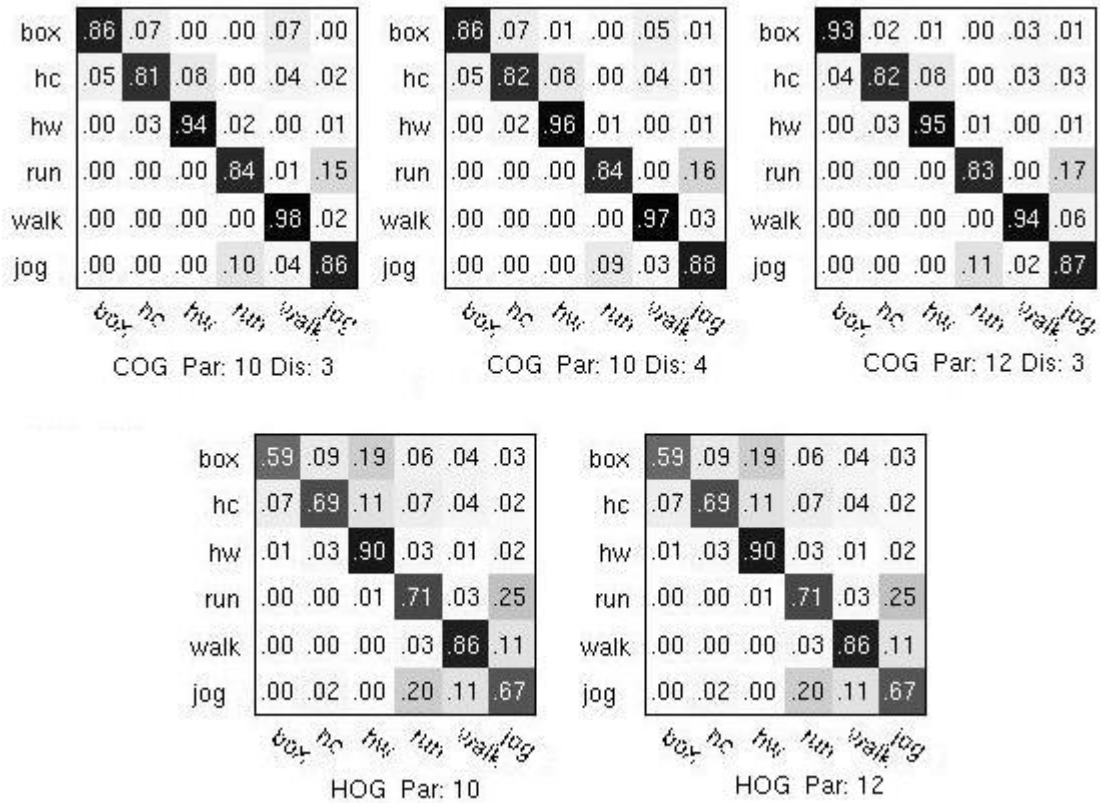 box .86 .07 .00 .00 .07 .00
hc .05 .81 .08 .00 .04 .02
hw .00 .03 .94 .02 .00 .01
run .00 .00 .00 .84 .01 .15
walk .00 .00 .00 .00 .98 .02
jog .00 .00 .00 .10 .04 .86
box hc hw run walk jog
COG Par: 10 Dis: 3
box .86 .07 .01 .00 .05 .01
hc .05 .82 .08 .00 .04 .01
hw .00 .02 .96 .01 .00 .01
run .00 .00 .00 .84 .00 .16
walk .00 .00 .00 .00 .97 .03
jog .00 .00 .00 .09 .03 .88
box hc hw run walk jog
COG Par: 10 Dis: 4
box .93 .02 .01 .00 .03 .01
hc .04 .82 .08 .00 .03 .03
hw .00 .03 .95 .01 .00 .01
run .00 .00 .00 .83 .00 .17
walk .00 .00 .00 .00 .94 .06
jog .00 .00 .00 .11 .02 .87
box hc hw run walk jog
COG Par: 12 Dis: 3
box .59 .09 .19 .06 .04 .03
hc .07 .69 .11 .07 .04 .02
hw .01 .03 .90 .03 .01 .02
run .00 .00 .01 .71 .03 .25
walk .00 .00 .00 .03 .86 .11
jog .00 .02 .00 .20 .11 .67
box hc hw run walk jog
HOG Par: 10
box .59 .09 .19 .06 .04 .03
hc .07 .69 .11 .07 .04 .02
hw .01 .03 .90 .03 .01 .02
run .00 .00 .01 .71 .03 .25
walk .00 .00 .00 .03 .86 .11
jog .00 .02 .00 .20 .11 .67
box hc hw run walk jog
HOG Par: 12